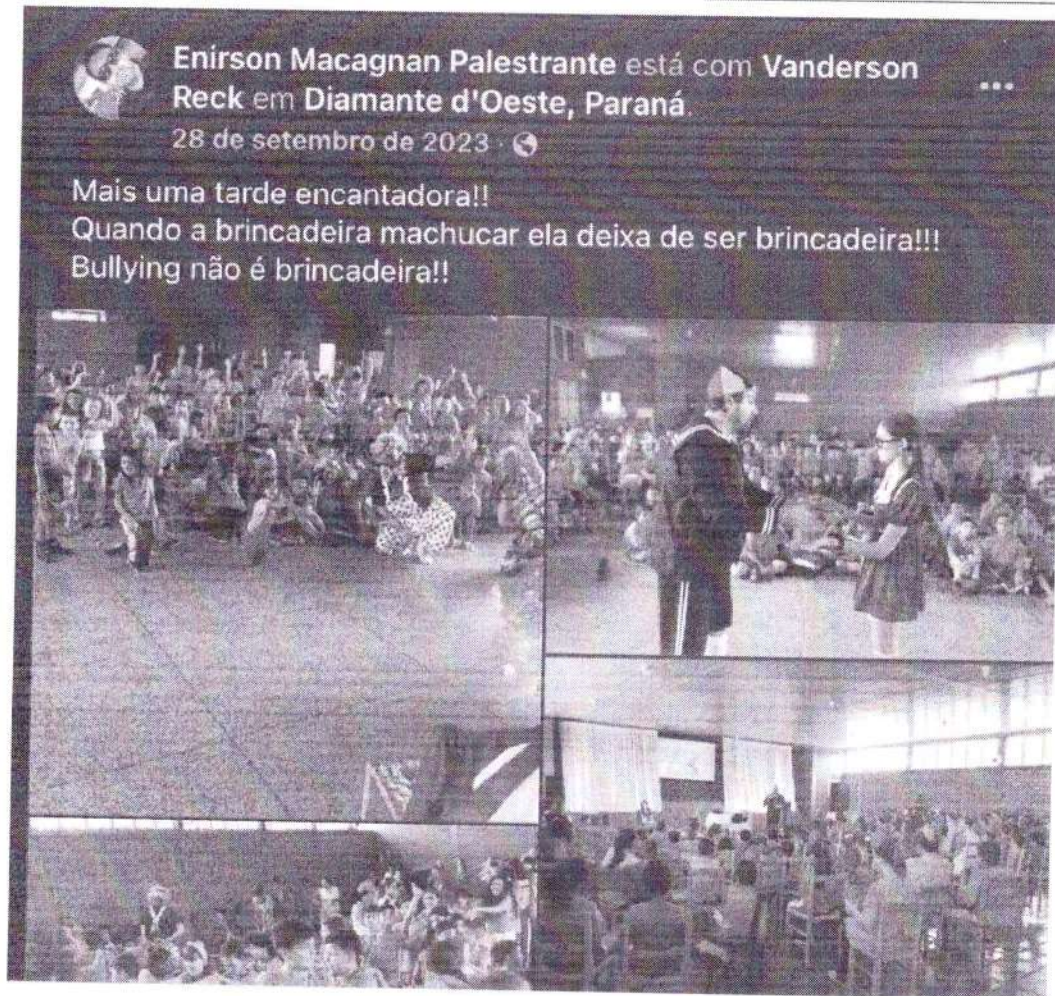 Enirson Macagnan Palestrante está com Vanderson
Reck em Diamante d'Oeste, Paraná.
28 de setembro de 2023 ·
Mais uma tarde encantadora!!
Quando a brincadeira machucar ela deixa de ser brincadeira!!!
Bullying não é brincadeira!!